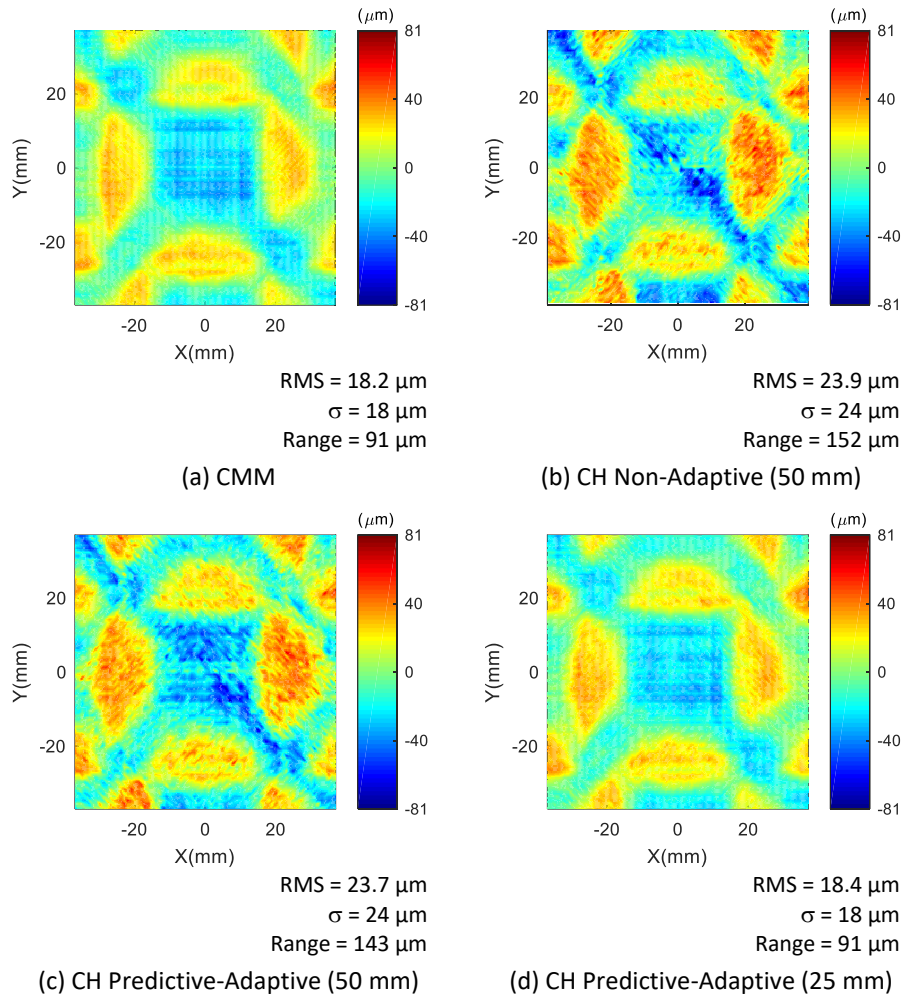 (μm)
81
40
0
-40
-81
20
0
-20
Y(mm)
-20 0 20
X(mm)
RMS = 18.2 μm
σ = 18 μm
Range = 91 μm
(a) CMM
(μm)
81
40
0
-40
-81
20
0
-20
Y(mm)
-20 0 20
X(mm)
RMS = 23.9 μm
σ = 24 μm
Range = 152 μm
(b) CH Non-Adaptive (50 mm)
(μm)
81
40
0
-40
-81
20
0
-20
Y(mm)
-20 0 20
X(mm)
RMS = 23.7 μm
σ = 24 μm
Range = 143 μm
(c) CH Predictive-Adaptive (50 mm)
(μm)
81
40
0
-40
-81
20
0
-20
Y(mm)
-20 0 20
X(mm)
RMS = 18.4 μm
σ = 18 μm
Range = 91 μm
(d) CH Predictive-Adaptive (25 mm)